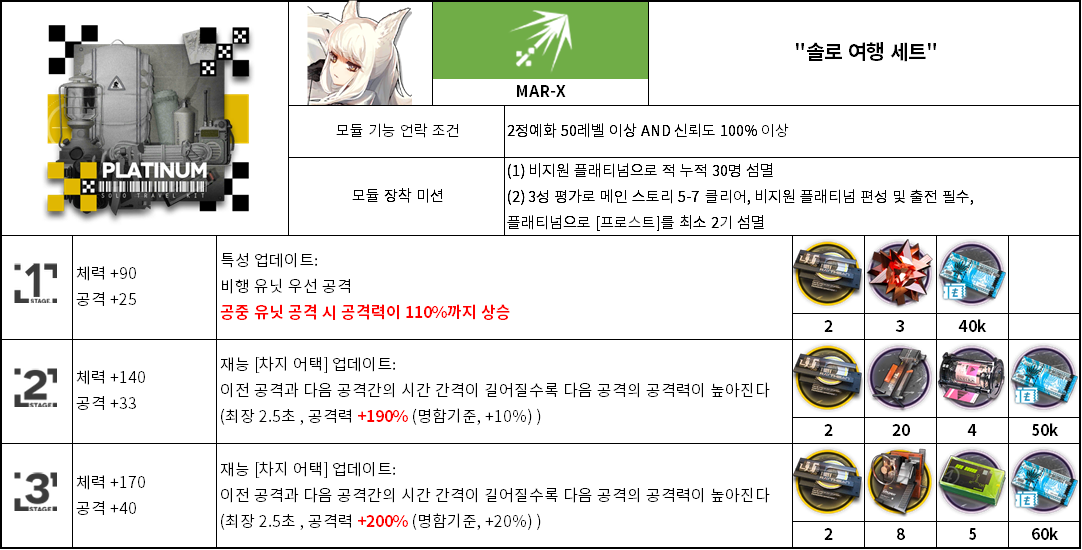 PLATINUM
SOLO TRAVEL KIT
MAR-X
"솔로 여행 세트"
모듈 기능 언락 조건
2정예화 50레벨 이상 AND 신뢰도 100% 이상
모듈 장착 미션
(1) 비지원 플래티넘으로 적 누적 30명 섬멸
(2) 3성 평가로 메인 스토리 5-7 클리어, 비지원 플래티넘 편성 및 출전 필수,
플래티넘으로 [프로스트]를 최소 2기 섬멸
1
STAGE
체력 +90
공격 +25
특성 업데이트:
비행 유닛 우선 공격
공중 유닛 공격 시 공격력이 110%까지 상승
2
3
40k
2
STAGE
체력 +140
공격 +33
재능 [차지 어택] 업데이트:
이전 공격과 다음 공격간의 시간 간격이 길어질수록 다음 공격의 공격력이 높아진다
(최장 2.5초 , 공격력 +190% (명함기준, +10%) )
2
20
4
50k
3
STAGE
체력 +170
공격 +40
재능 [차지 어택] 업데이트:
이전 공격과 다음 공격간의 시간 간격이 길어질수록 다음 공격의 공격력이 높아진다
(최장 2.5초 , 공격력 +200% (명함기준, +20%) )
2
8
5
60k